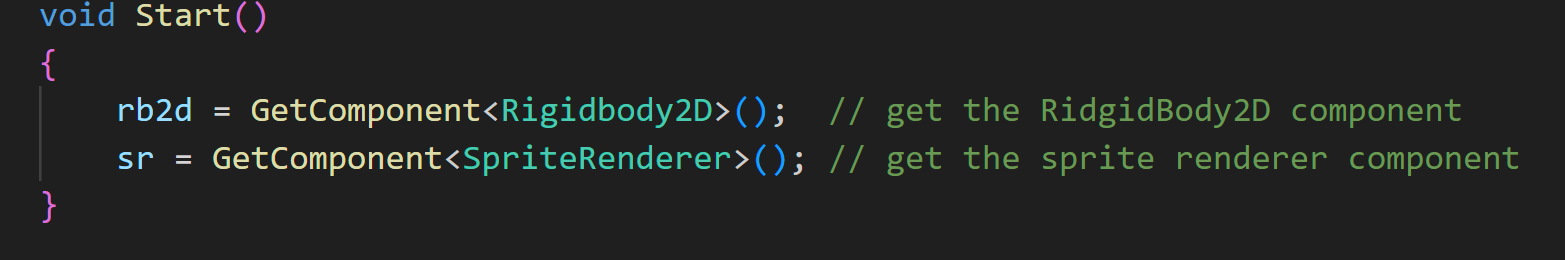 void Start()
{
    rb2d = GetComponent<Rigidbody2D>();  // get the RidgidBody2D component
    sr = GetComponent<SpriteRenderer>(); // get the sprite renderer component
}